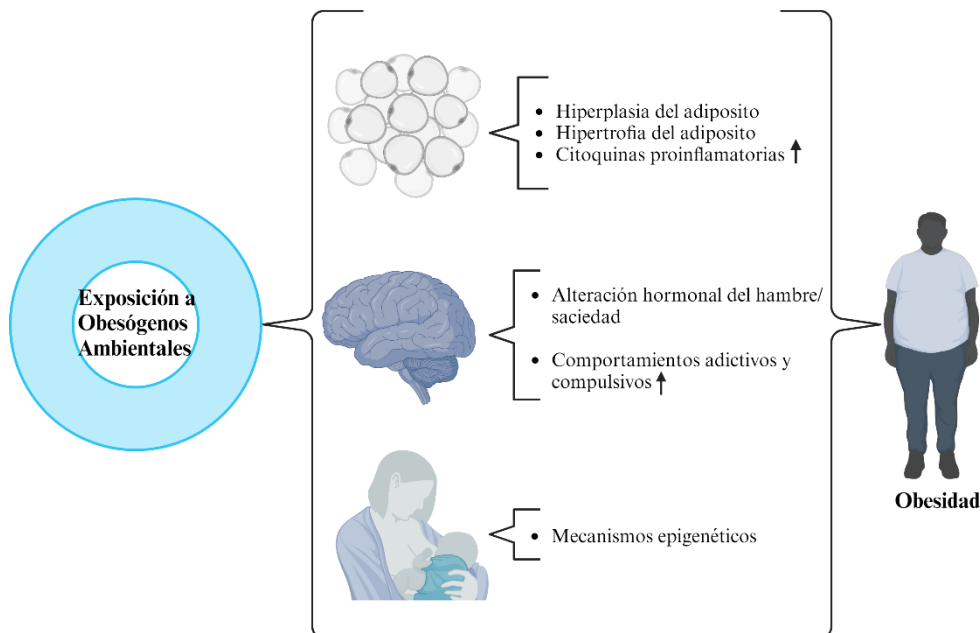 Exposición a
Obesógenos
Ambientales
• Hiperplasia del adiposito
• Hipertrofia del adiposito
• Citoquinas proinflamatorias ↑
• Alteración hormonal del hambre/
saciedad
• Comportamientos adictivos y
compulsivos ↑
• Mecanismos epigenéticos
Obesidad